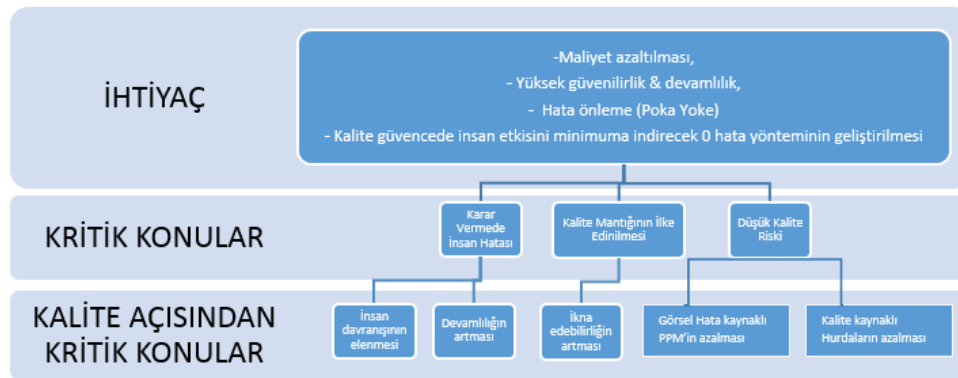 İHTİYAÇ
-Maliyet azaltılması,
- Yüksek güvenilirlik & devamlılık,
- Hata önleme (Poka Yoke)
- Kalite güvencede insan etkisini minimuma indirecek 0 hata yönteminin geliştirilmesi
KRİTİK KONULAR
Karar
Vermede
İnsan Hatası
Kalite Mantığının İlke
Edinilmesi
Düşük Kalite
Riski
KALİTE AÇISINDAN
KRİTİK KONULAR
İnsan
davranışının
elenmesi
Devamlılığın
artması
İkna
edebilirliğin
artması
Görsel Hata kaynaklı
PPM'in azalması
Kalite kaynaklı
Hurdaların azalması